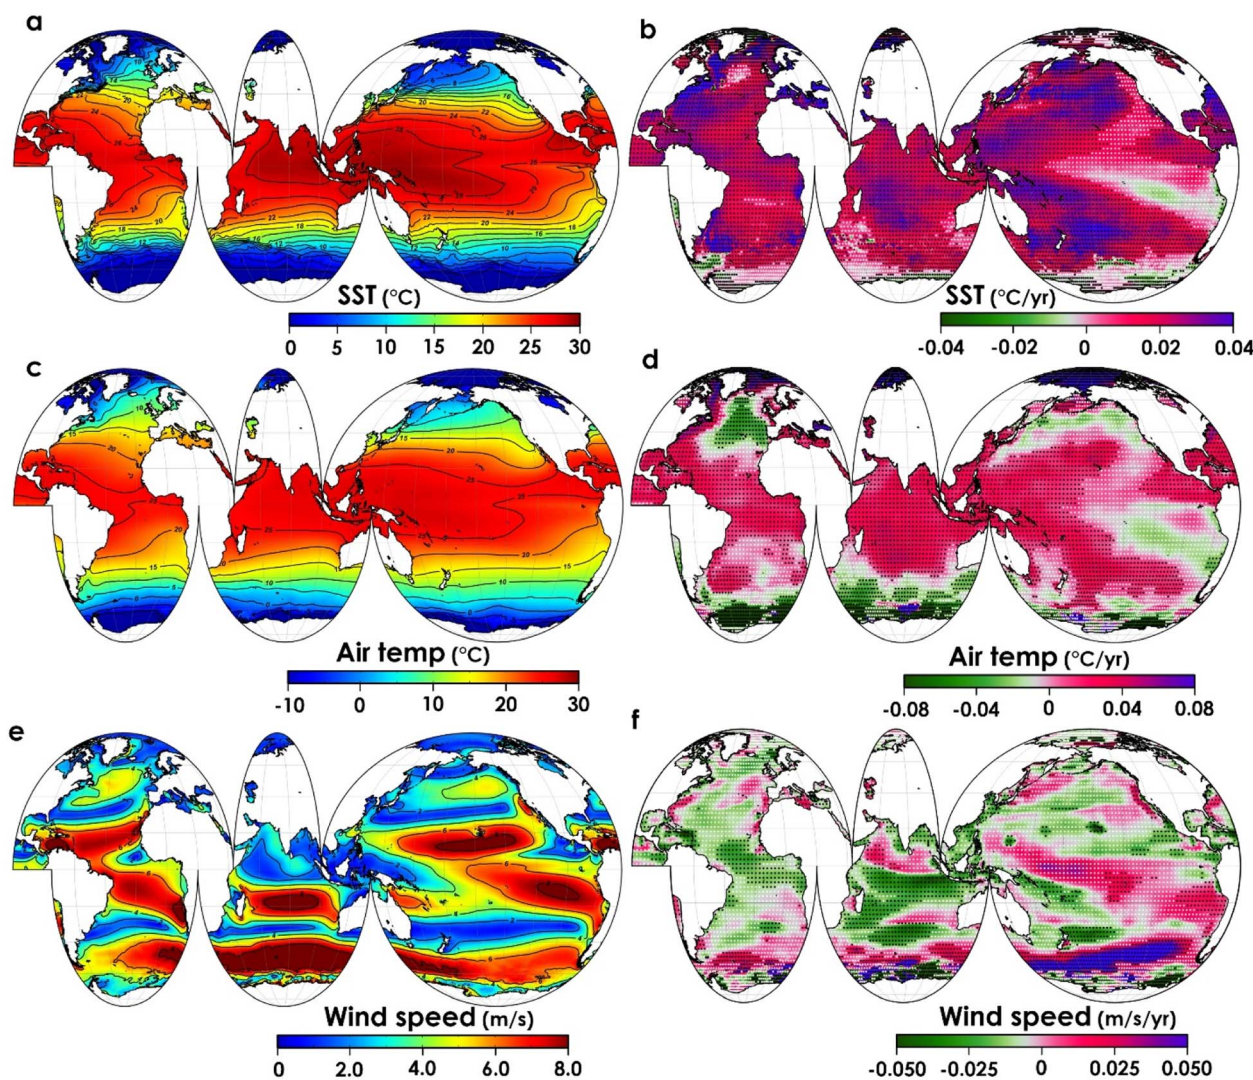 a
b
SST (°C)
0 5 10 15 20 25 30
SST (°C/yr)
-0.04 -0.02 0 0.02 0.04
c
d
Air temp (°C)
-10 0 10 20 30
Air temp (°C/yr)
-0.08 -0.04 0 0.04 0.08
e
f
Wind speed (m/s)
0 2.0 4.0 6.0 8.0
Wind speed (m/s/yr)
-0.050 -0.025 0 0.025 0.050